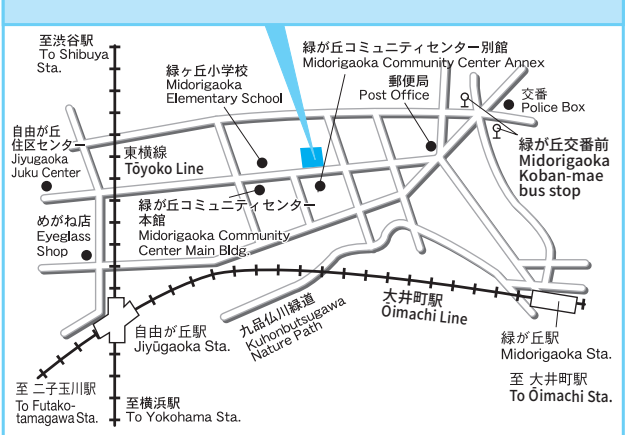 至渋谷駅
To Shibuya
Sta.
緑ヶ丘小学校
Midorigaoka
Elementary School
緑が丘コミュニティセンター別館
Midorigaoka Community Center Annex
郵便局
Post Office
交番
Police Box
自由が丘
住区センター
Jiyugaoka
Juku Center
東横線
Tōyoko Line
緑が丘交番前
Midorigaoka
Koban-mae
bus stop
めがね店
Eyeglass
Shop
緑が丘コミュニティセンター
本館
Midorigaoka Community
Center Main Bldg.
自由が丘駅
Jiyūgaoka Sta.
九品仏川緑道
Kuhonbutsugawa
Nature Path
大井町駅
Ōimachi Line
緑が丘駅
Midorigaoka Sta.
至 二子玉川駅
To Futako-
tamagawa Sta.
至横浜駅
To Yokohama Sta.
至 大井町駅
To Ōimachi Sta.